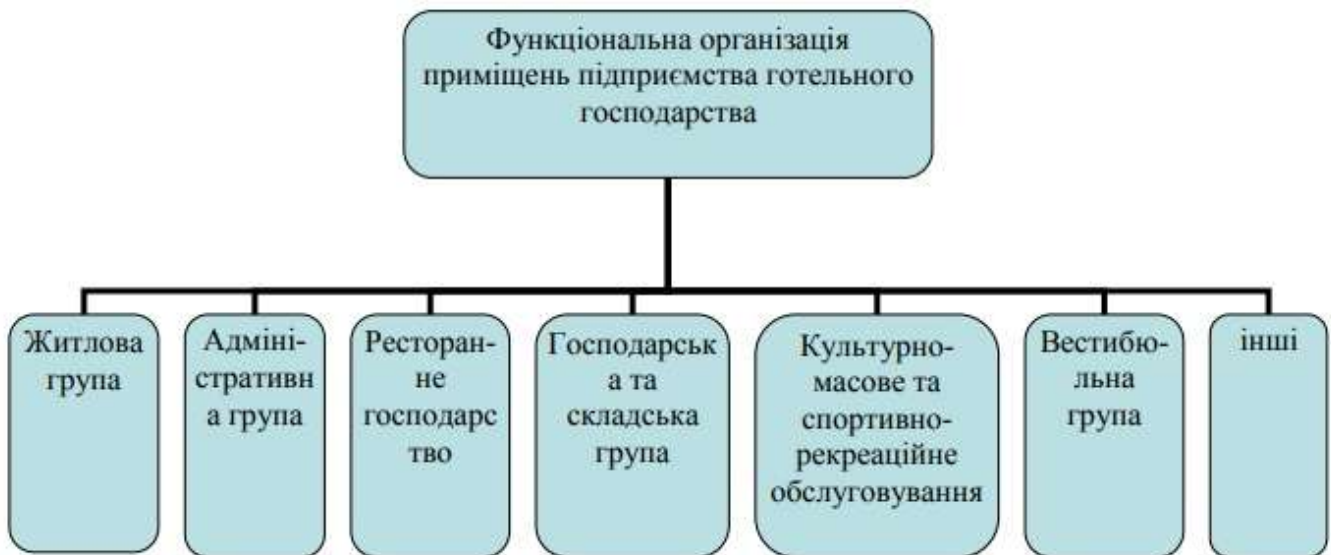 Функціональна організація
приміщень підприємства готельного
господарства
Житлова
група
Адміні-
стративн
а група
Ресторан-
не
господарс
тво
Господарськ
а та
складська
група
Культурно-
масове та
спортивно-
рекреаційне
обслуговування
Вестибю-
льна
група
інші